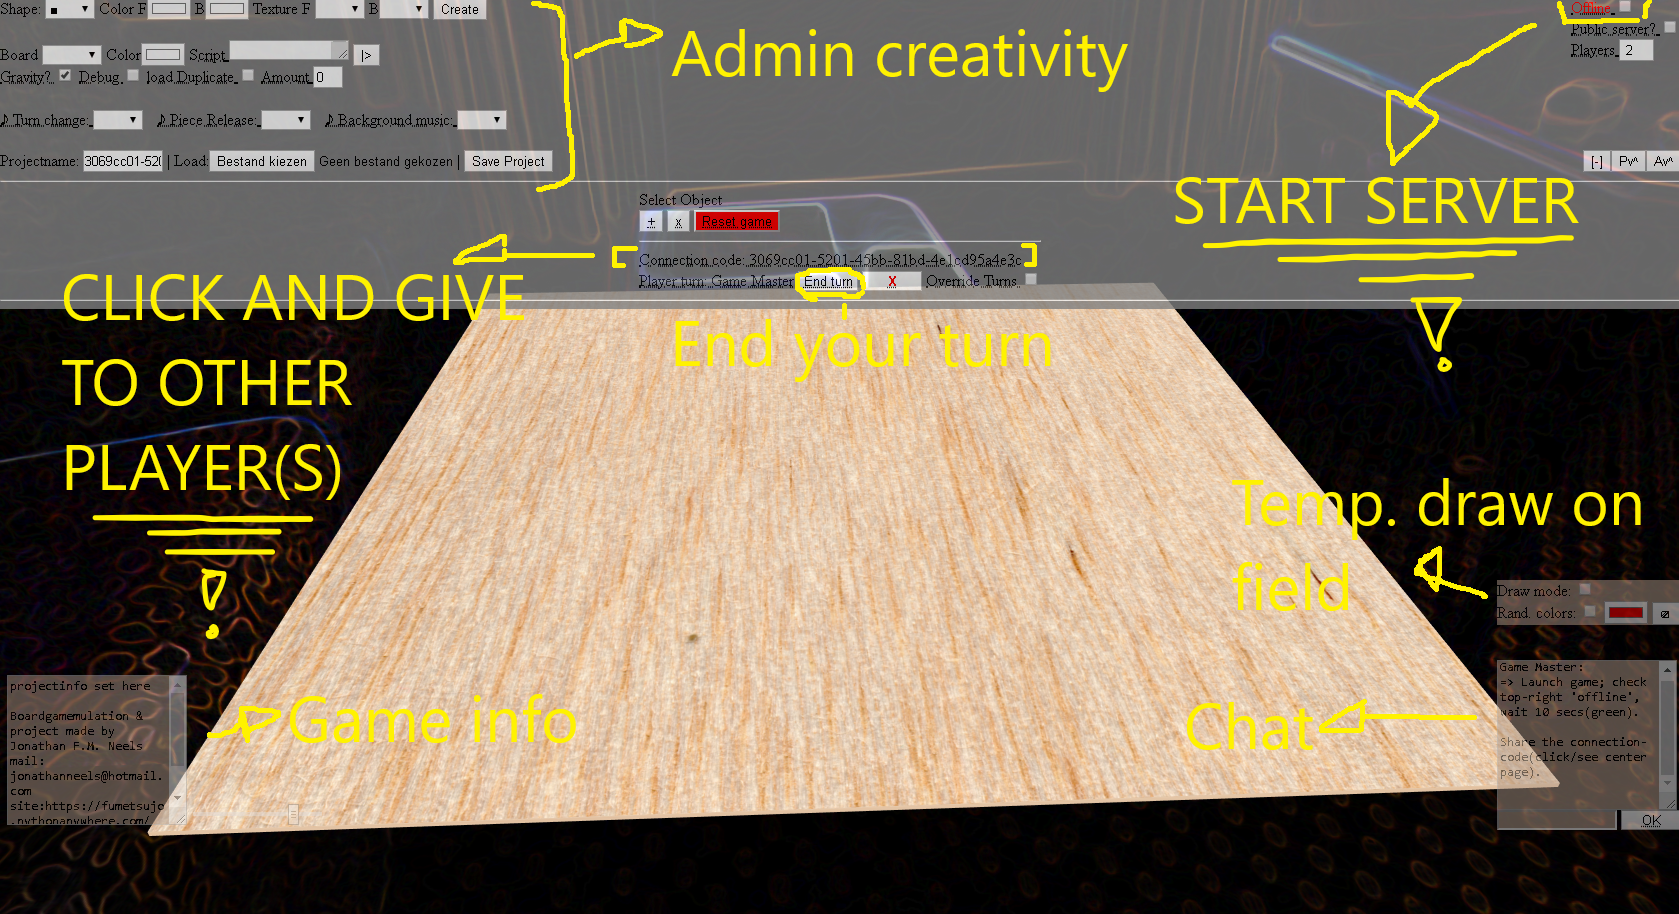 Shape: ■ Color F B Texture F B Create
Offline
Public server?
Players 2
Admin creativity
Board Color Script |>
Gravity? Debug load Duplicate Amount 0
♪ Turn change: ♪ Piece Release: ♪ Background music:
Projectname: 3069cc01-520 | Load: Bestand kiezen Geen bestand gekozen | Save Project
[-] Pv^ Av^
START SERVER
!
Select Object
+ x Reset game
Connection code: 3069cc01-5201-45bb-81bd-4e1cd95a4e3c
Player turn: Game Master End turn X Override Turns
End your turn
CLICK AND GIVE
TO OTHER
PLAYER(S)
!
Temp. draw on
field
Draw mode:
Rand. colors:
projectinfo set here
Boardgamemulation &
project made by
Jonathan F.M. Neels
mail:
jonathanneels@hotmail.
com
site:https://fumetsujo
.pythonanywhere.com/
Game info
Chat
Game Master:
=> Launch game; check
top-right 'offline',
wait 10 secs(green).
Share the connection-
code(click/see center
page).
OK